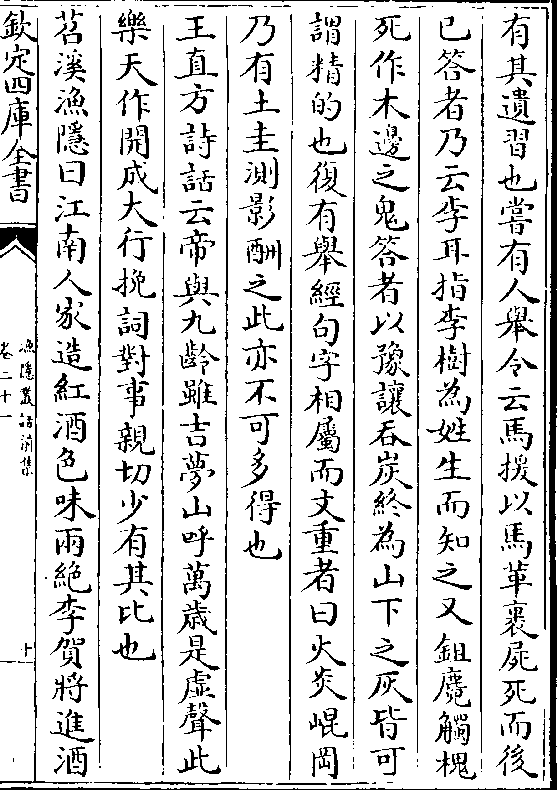 有其遺習也嘗有人舉令云馬援以馬革裹屍死而後
已答者乃云李耳指李樹為姓生而知之又鉏麑觸槐
死作木邊之鬼答者以豫讓吞炭終為山下之灰皆可
謂精的也復有舉經句字相屬而文重者曰火炎崐岡
乃有土圭測影酬之此亦不可多得也
王直方詩話云帝與九齡雖吉夢山呼萬歲是虛聲此
樂天作開成大行挽詞對事親切少有其比也
苕溪漁隱曰江南人家造紅酒色味兩絶李賀將進酒
欽定四庫全書
漁隱叢話前集
卷二十一
十